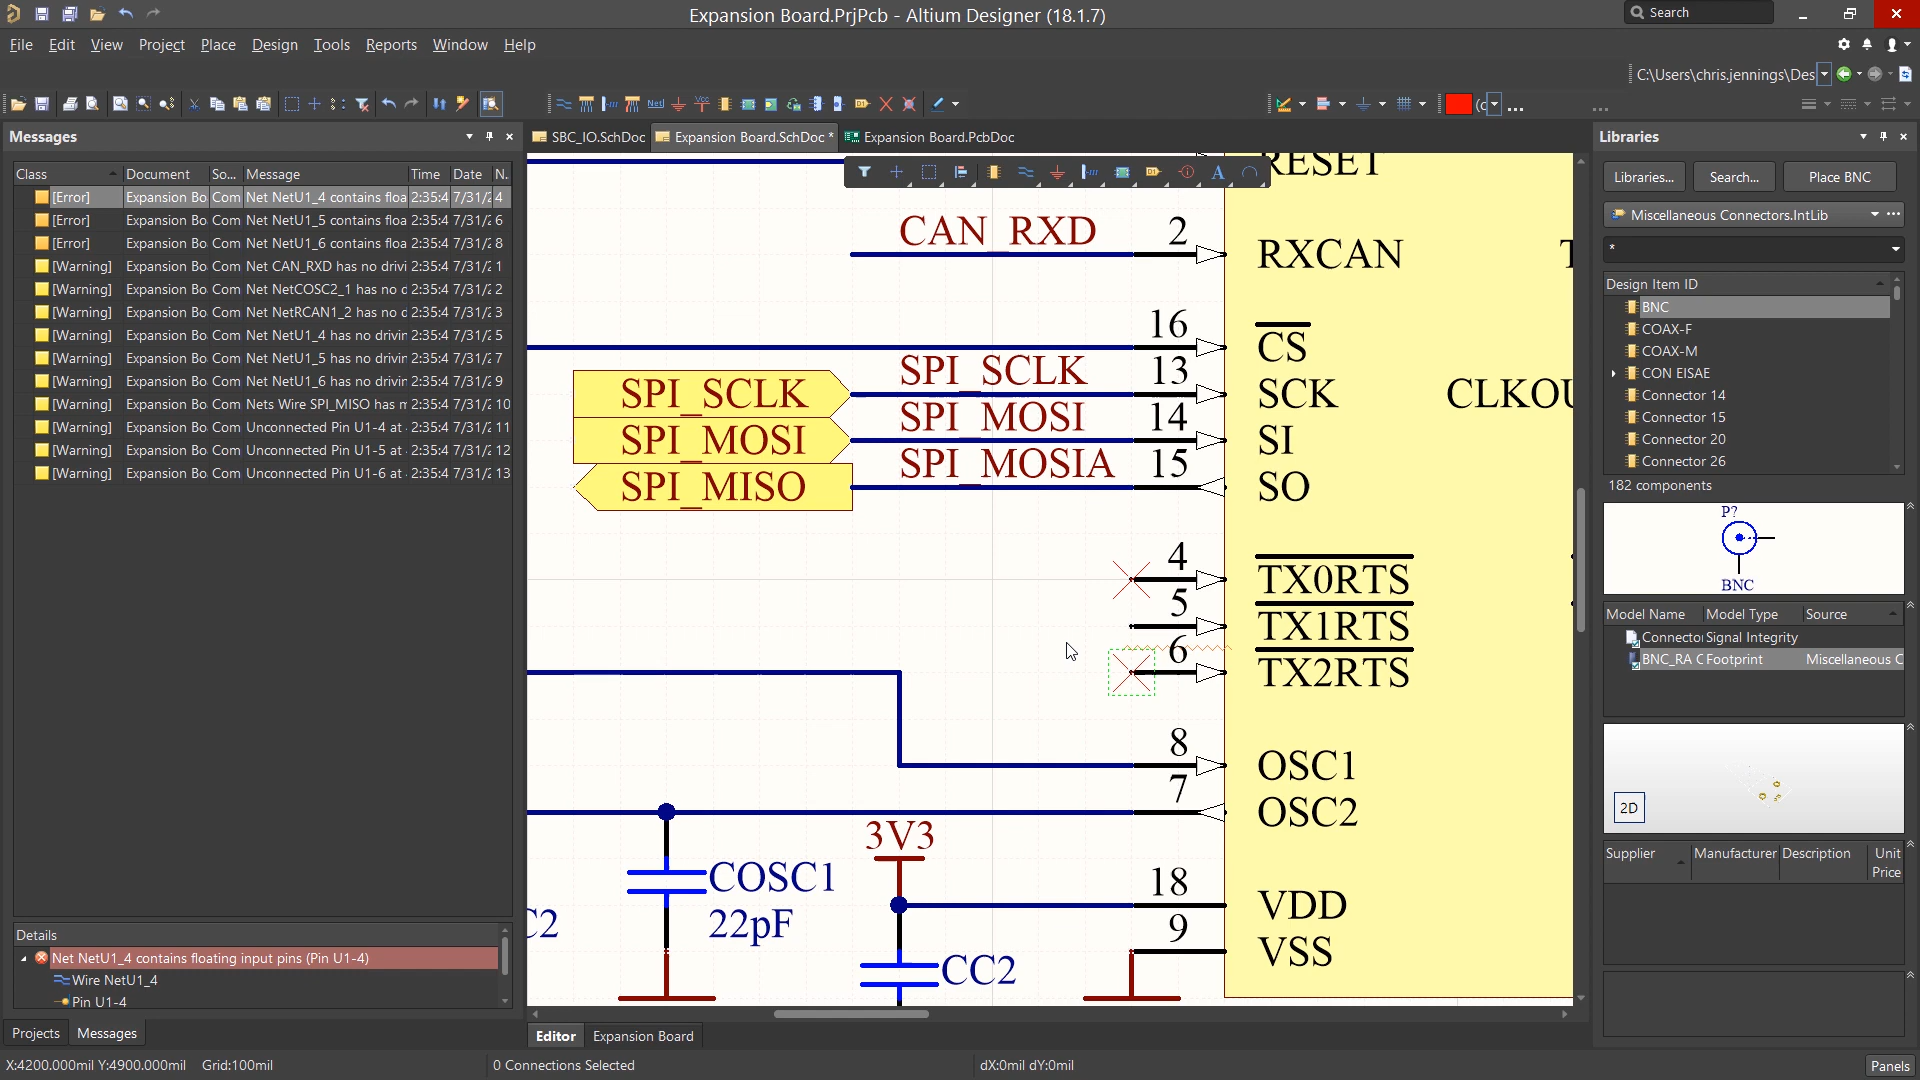 Expansion Board.PrjPcb - Altium Designer (18.1.7)
Search
File Edit View Project Place Design Tools Reports Window Help
C:\Users\chris.jennings\Des
Messages
SBC_IO.SchDoc Expansion Board.SchDoc * Expansion Board.PcbDoc
Libraries
Class Document So... Message Time Date N.
[Error] Expansion Bo Com Net NetU1_4 contains floa 2:35:4 7/31/2 4
[Error] Expansion Bo Com Net NetU1_5 contains floa 2:35:4 7/31/2 6
[Error] Expansion Bo Com Net NetU1_6 contains floa 2:35:4 7/31/2 8
[Warning] Expansion Bo Com Net CAN_RXD has no drivi 2:35:4 7/31/2 1
[Warning] Expansion Bo Com Net NetCOSC2_1 has no d 2:35:4 7/31/2 2
[Warning] Expansion Bo Com Net NetRCAN1_2 has no d 2:35:4 7/31/2 3
[Warning] Expansion Bo Com Net NetU1_4 has no drivin 2:35:4 7/31/2 5
[Warning] Expansion Bo Com Net NetU1_5 has no drivin 2:35:4 7/31/2 7
[Warning] Expansion Bo Com Net NetU1_6 has no drivin 2:35:4 7/31/2 9
[Warning] Expansion Bo Com Nets Wire SPI_MISO has m 2:35:4 7/31/2 10
[Warning] Expansion Bo Com Unconnected Pin U1-4 at 2:35:4 7/31/2 11
[Warning] Expansion Bo Com Unconnected Pin U1-5 at 2:35:4 7/31/2 12
[Warning] Expansion Bo Com Unconnected Pin U1-6 at 2:35:4 7/31/2 13
Details
Net NetU1_4 contains floating input pins (Pin U1-4)
Wire NetU1_4
Pin U1-4
Projects Messages
RESET
CAN_RXD 2 RXCAN
16 CS
SPI_SCLK SPI_SCLK 13 SCK CLKOU
SPI_MOSI SPI_MOSI 14 SI
SPI_MISO SPI_MOSIA 15 SO
4 TX0RTS
5 TX1RTS
6 TX2RTS
8 OSC1
7 OSC2
3V3
COSC1
22pF
C2
18 VDD
9 VSS
CC2
Editor Expansion Board
Libraries... Search... Place BNC
Miscellaneous Connectors.IntLib
*
Design Item ID
BNC
COAX-F
COAX-M
CON EISAE
Connector 14
Connector 15
Connector 20
Connector 26
182 components
P?
BNC
Model Name Model Type Source
Connecto Signal Integrity
BNC_RA C Footprint Miscellaneous C
2D
Supplier Manufacturer Description Unit Price
X:4200.000mil Y:4900.000mil Grid:100mil 0 Connections Selected dX:0mil dY:0mil Panels